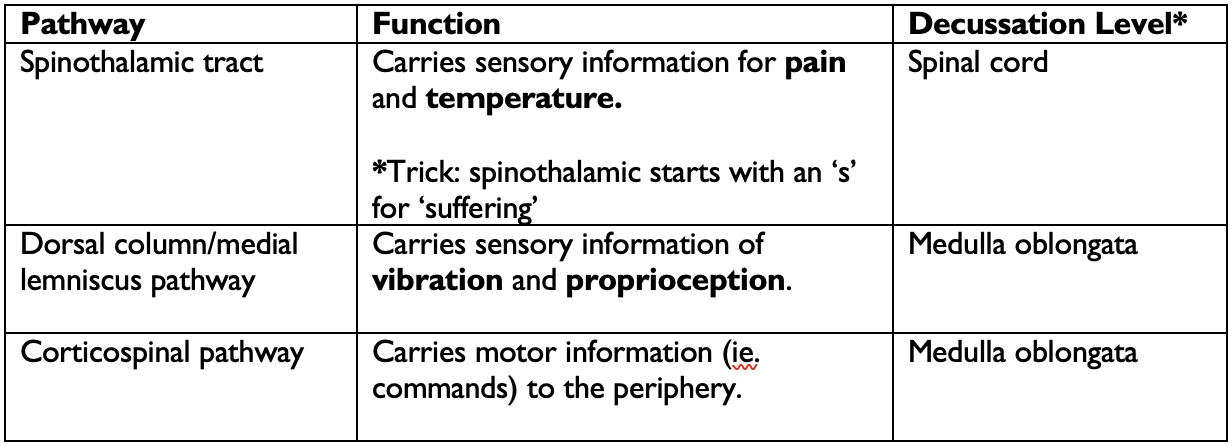 Pathway Function Decussation Level*
Spinothalamic tract Carries sensory information for pain Spinal cord
and temperature.
*Trick: spinothalamic starts with an ‘s’
for ‘suffering’
Dorsal column/medial Carries sensory information of Medulla oblongata
lemniscus pathway vibration and proprioception.
Corticospinal pathway Carries motor information (ie. Medulla oblongata
commands) to the periphery.